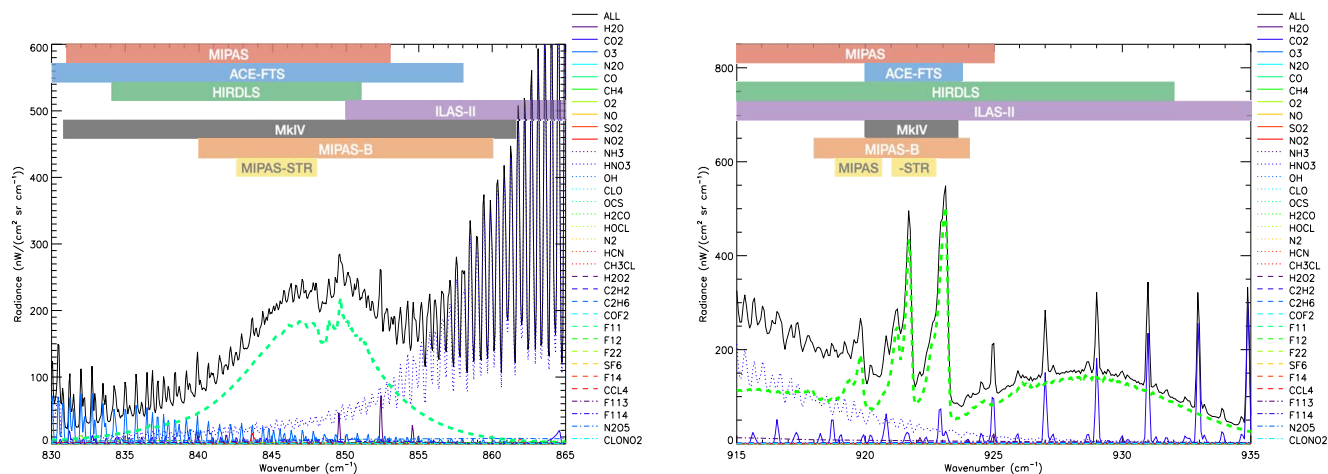 600
500
400
300
200
100
0
Radiance (nW/(cm² sr cm⁻¹))
830
835
840
845
850
855
860
865
Wavenumber (cm⁻¹)
MIPAS
ACE-FTS
HIRDLS
ILAS-II
MkIV
MIPAS-B
MIPAS-STR
ALL
H2O
CO2
O3
N2O
CO
CH4
O2
NO
SO2
NO2
NH3
HNO3
OH
CLO
OCS
H2CO
HOCL
N2
HCN
CH3CL
H2O2
C2H2
C2H6
COF2
F11
F12
F22
SF6
F14
CCL4
F113
F114
N2O5
CLONO2
800
600
400
200
0
Radiance (nW/(cm² sr cm⁻¹))
915
920
925
930
935
Wavenumber (cm⁻¹)
MIPAS
ACE-FTS
HIRDLS
ILAS-II
MkIV
MIPAS-B
MIPAS -STR
ALL
H2O
CO2
O3
N2O
CO
CH4
O2
NO
SO2
NO2
NH3
HNO3
OH
CLO
OCS
H2CO
HOCL
N2
HCN
CH3CL
H2O2
C2H2
C2H6
COF2
F11
F12
F22
SF6
F14
CCL4
F113
F114
N2O5
CLONO2